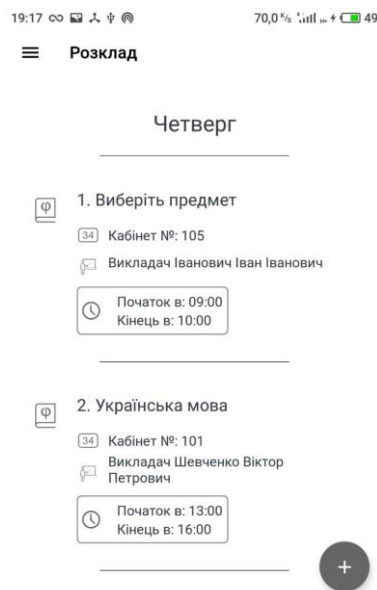 19:17 70,0 K/s 49
Розклад
Четверг
φ
1. Виберіть предмет
34 Кабінет №: 105
Викладач Іванович Іван Іванович
Початок в: 09:00
Кінець в: 10:00
φ
2. Українська мова
34 Кабінет №: 101
Викладач Шевченко Віктор
Петрович
Початок в: 13:00
Кінець в: 16:00
+